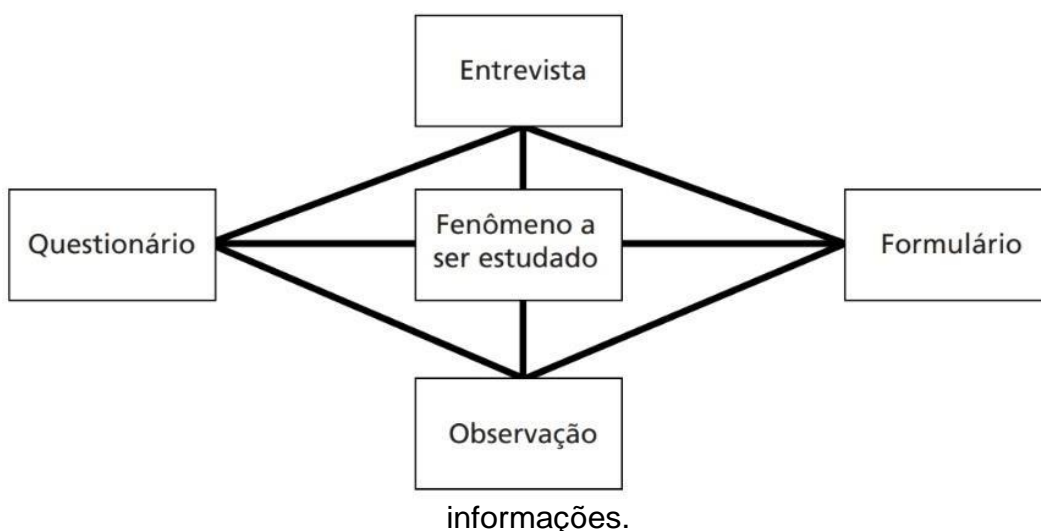 Entrevista
Questionário
Fenômeno a
ser estudado
Formulário
Observação
informações.